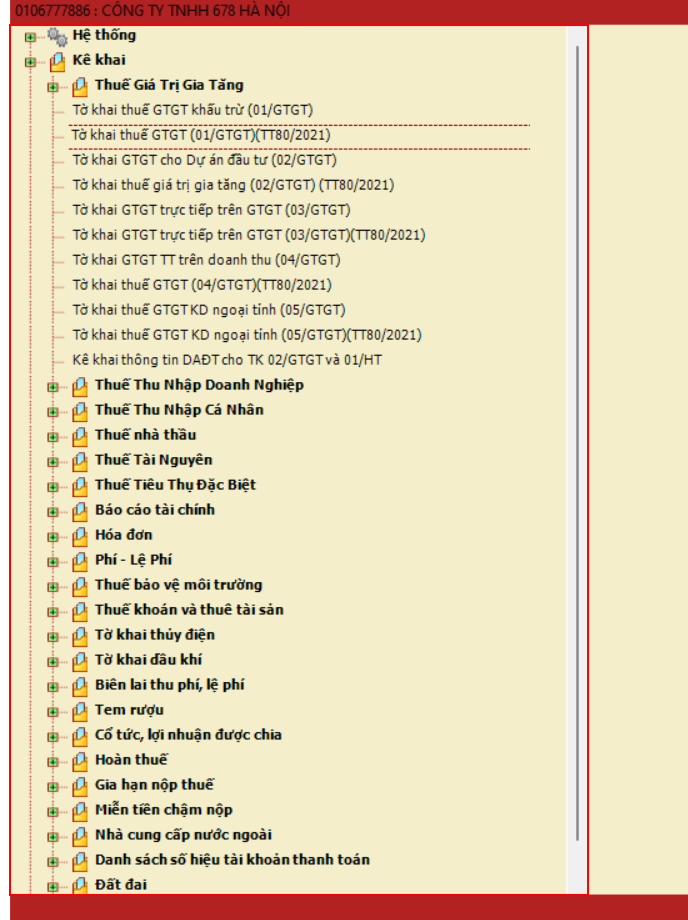 0106777886 : CÔNG TY TNHH 678 HÀ NỘI
Hệ thống
Kê khai
Thuế Giá Trị Gia Tăng
Tờ khai thuế GTGT khấu trừ (01/GTGT)
Tờ khai thuế GTGT (01/GTGT)(TT80/2021)
Tờ khai GTGT cho Dự án đầu tư (02/GTGT)
Tờ khai thuế giá trị gia tăng (02/GTGT) (TT80/2021)
Tờ khai GTGT trực tiếp trên GTGT (03/GTGT)
Tờ khai GTGT trực tiếp trên GTGT (03/GTGT)(TT80/2021)
Tờ khai GTGT TT trên doanh thu (04/GTGT)
Tờ khai thuế GTGT (04/GTGT)(TT80/2021)
Tờ khai thuế GTGT KD ngoại tỉnh (05/GTGT)
Tờ khai thuế GTGT KD ngoại tỉnh (05/GTGT)(TT80/2021)
Kê khai thông tin DAĐT cho TK 02/GTGT và 01/HT
Thuế Thu Nhập Doanh Nghiệp
Thuế Thu Nhập Cá Nhân
Thuế nhà thầu
Thuế Tài Nguyên
Thuế Tiêu Thụ Đặc Biệt
Báo cáo tài chính
Hóa đơn
Phí - Lệ Phí
Thuế bảo vệ môi trường
Thuế khoán và thuê tài sản
Tờ khai thủy điện
Tờ khai dầu khí
Biên lai thu phí, lệ phí
Tem rượu
Cổ tức, lợi nhuận được chia
Hoàn thuế
Gia hạn nộp thuế
Miễn tiền chậm nộp
Nhà cung cấp nước ngoài
Danh sách số hiệu tài khoản thanh toán
Đất đai